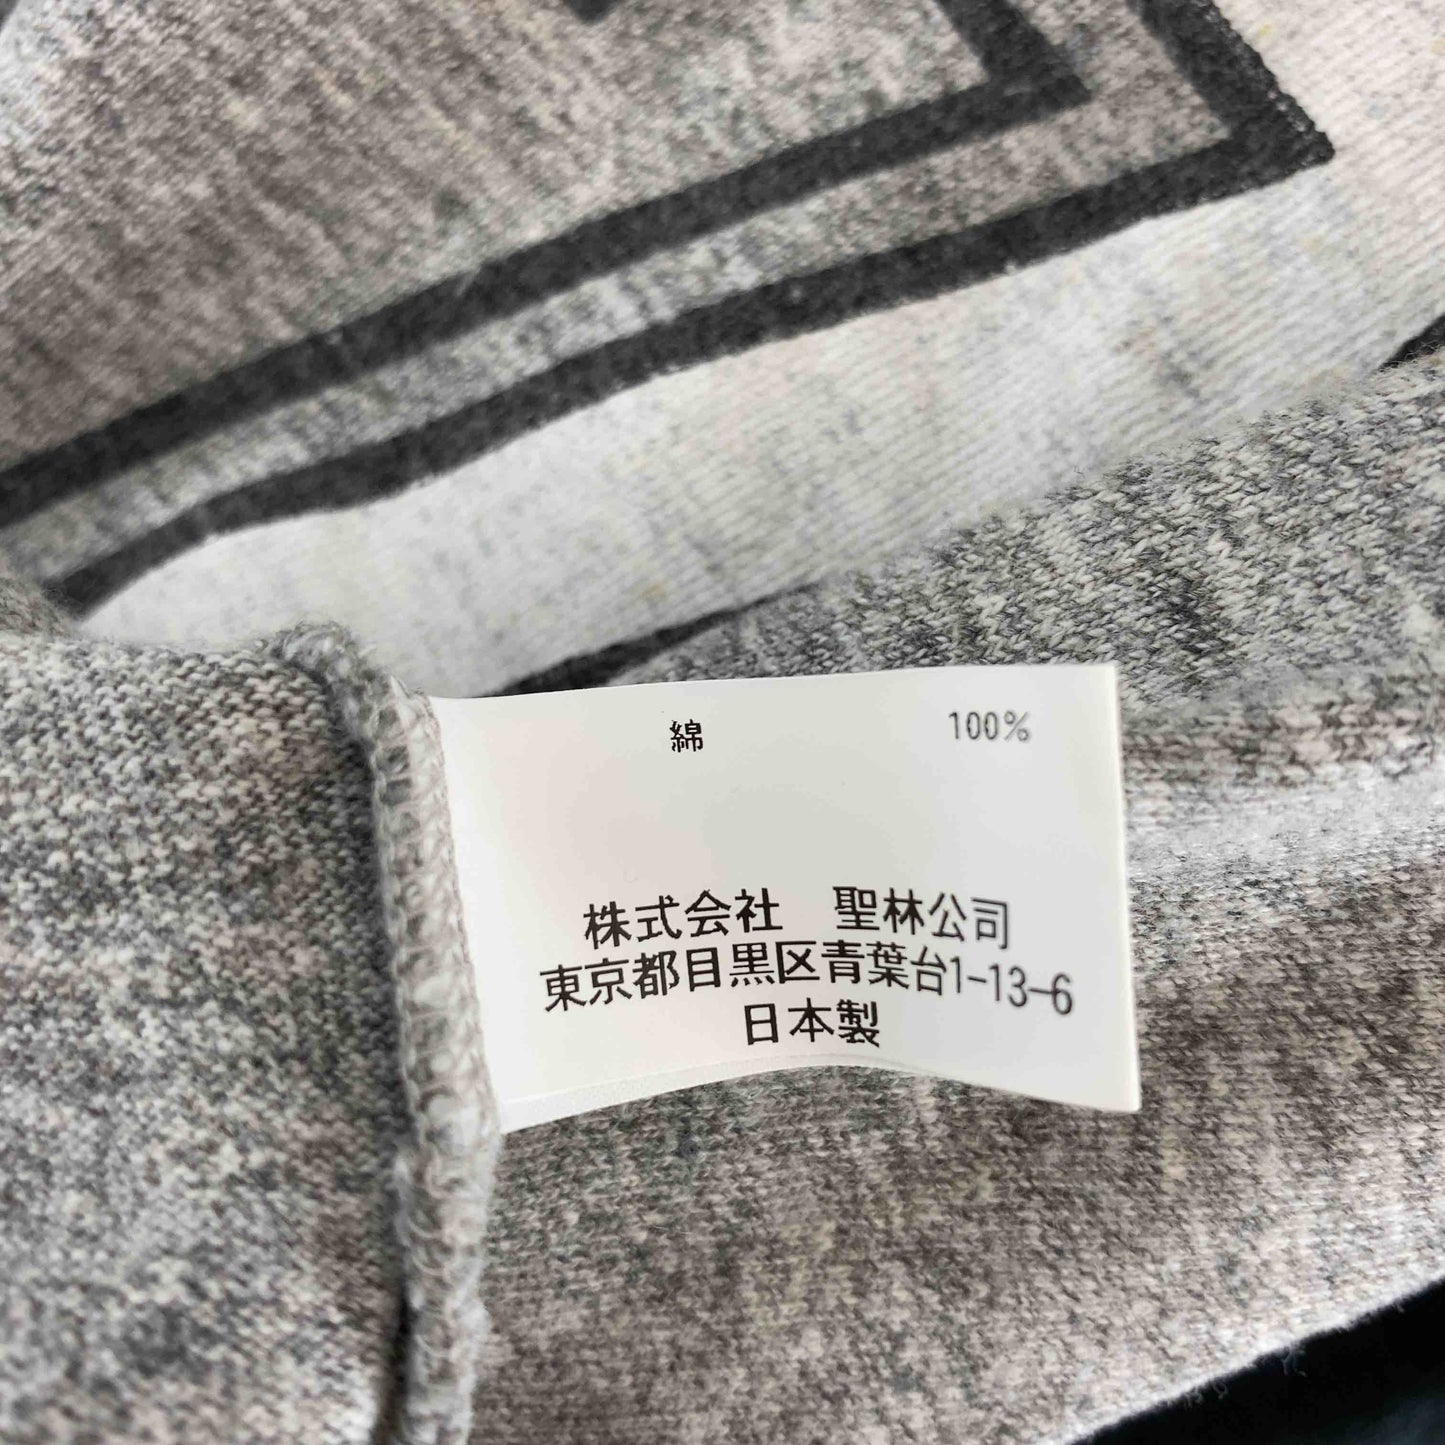 綿 100%
株式会社 聖林公司
東京都目黒区青葉台1-13-6
日本製